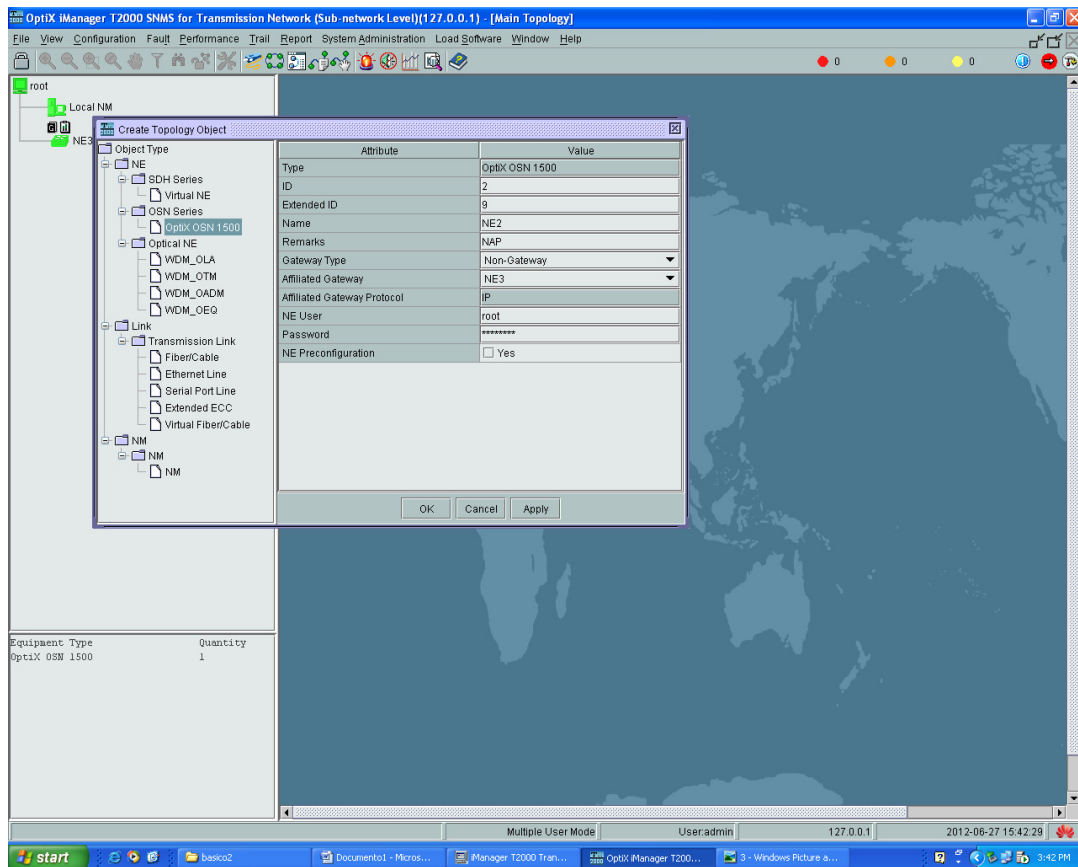 OptiX iManager T2000 SNMS for Transmission Network (Sub-network Level)(127.0.0.1) - [Main Topology]
File View Configuration Fault Performance Trail Report System Administration Load Software Window Help
0 0 0
root
Local NM
NE3
Create Topology Object
Object Type
NE
SDH Series
Virtual NE
OSN Series
OptiX OSN 1500
Optical NE
WDM_OLA
WDM_OTM
WDM_OADM
WDM_OEQ
Link
Transmission Link
Fiber/Cable
Ethernet Line
Serial Port Line
Extended ECC
Virtual Fiber/Cable
NM
NM
NM
Attribute Value
Type OptiX OSN 1500
ID 2
Extended ID 9
Name NE2
Remarks NAP
Gateway Type Non-Gateway
Affiliated Gateway NE3
Affiliated Gateway Protocol IP
NE User root
Password ********
NE Preconfiguration Yes
OK Cancel Apply
Equipment Type Quantity
OptiX OSN 1500 1
Multiple User Mode User:admin 127.0.0.1 2012-06-27 15:42:29
start basico2 Documento1 - Micros... iManager T2000 Tran... OptiX iManager T200... 3 - Windows Picture a... 3:42 PM